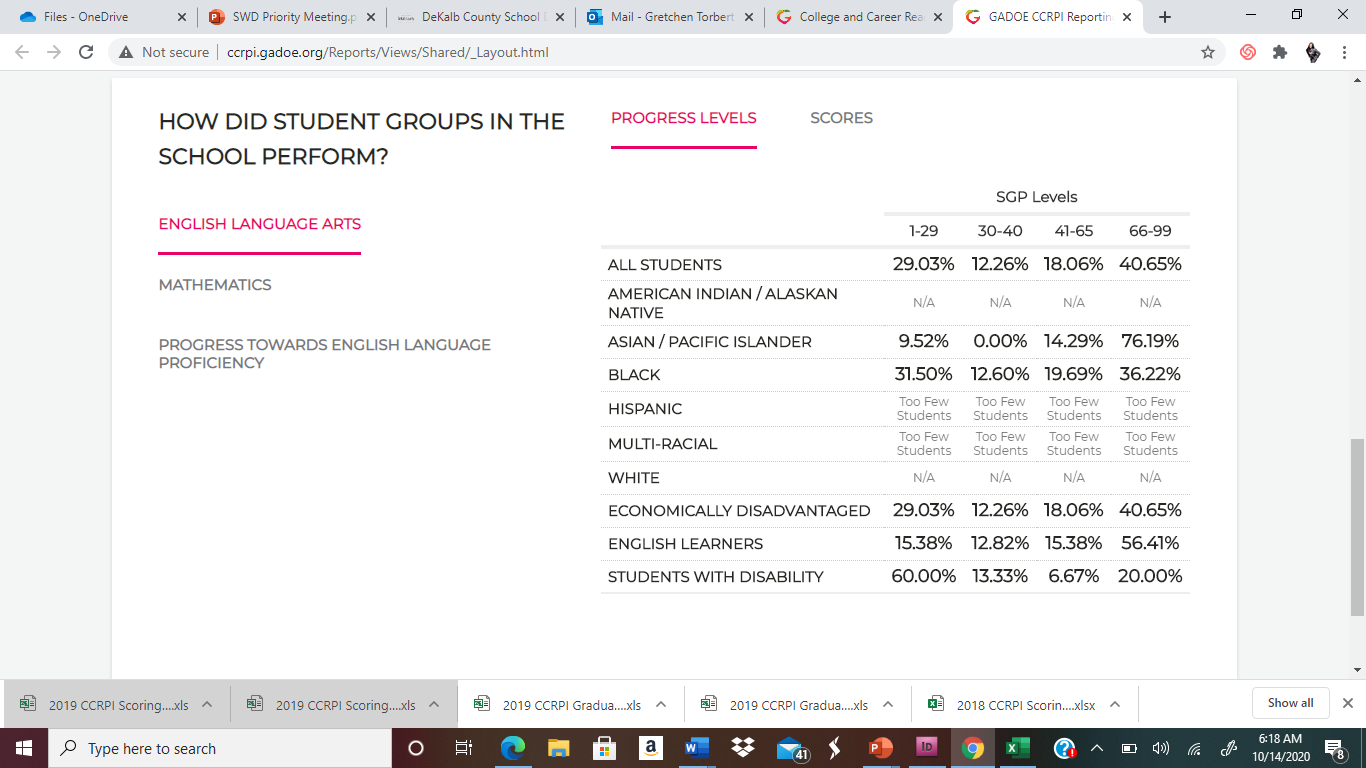 Files - OneDrive
SWD Priority Meeting.p
DeKalb County School D
Mail - Gretchen Torbert
College and Career Rea
GADOE CCRPI Reportin
Not secure
ccrpi.gadoe.org/Reports/Views/Shared/_Layout.html
HOW DID STUDENT GROUPS IN THE
SCHOOL PERFORM?
ENGLISH LANGUAGE ARTS
MATHEMATICS
PROGRESS TOWARDS ENGLISH LANGUAGE
PROFICIENCY
PROGRESS LEVELS SCORES
SGP Levels
1-29 30-40 41-65 66-99
ALL STUDENTS 29.03% 12.26% 18.06% 40.65%
AMERICAN INDIAN / ALASKAN
NATIVE N/A N/A N/A N/A
ASIAN / PACIFIC ISLANDER 9.52% 0.00% 14.29% 76.19%
BLACK 31.50% 12.60% 19.69% 36.22%
HISPANIC Too Few Students Too Few Students Too Few Students Too Few Students
MULTI-RACIAL Too Few Students Too Few Students Too Few Students Too Few Students
WHITE N/A N/A N/A N/A
ECONOMICALLY DISADVANTAGED 29.03% 12.26% 18.06% 40.65%
ENGLISH LEARNERS 15.38% 12.82% 15.38% 56.41%
STUDENTS WITH DISABILITY 60.00% 13.33% 6.67% 20.00%
2019 CCRPI Scoring....xls
2019 CCRPI Scoring....xls
2019 CCRPI Gradua....xls
2019 CCRPI Gradua....xls
2018 CCRPI Scorin....xlsx
Show all
Type here to search
41
6:18 AM
10/14/2020
8